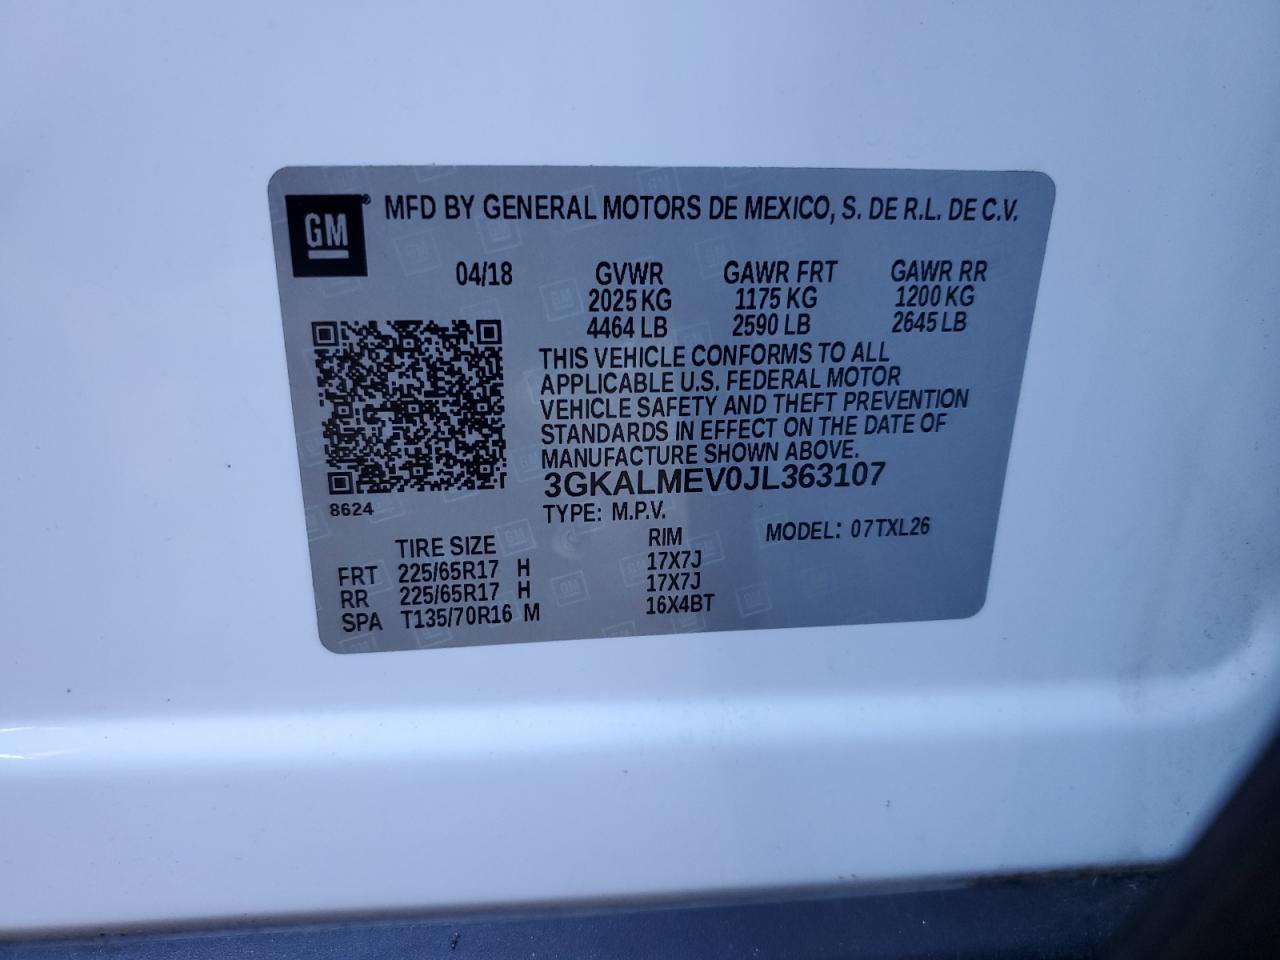 GM ® MFD BY GENERAL MOTORS DE MEXICO, S. DE R.L. DE C.V.
04/18 GVWR GAWR FRT GAWR RR
2025 KG 1175 KG 1200 KG
4464 LB 2590 LB 2645 LB
THIS VEHICLE CONFORMS TO ALL
APPLICABLE U.S. FEDERAL MOTOR
VEHICLE SAFETY AND THEFT PREVENTION
STANDARDS IN EFFECT ON THE DATE OF
MANUFACTURE SHOWN ABOVE.
3GKALMEV0JL363107
8624
TYPE: M.P.V.
MODEL: 07TXL26
TIRE SIZE RIM
FRT 225/65R17 H 17X7J
RR 225/65R17 H 17X7J
SPA T135/70R16 M 16X4BT